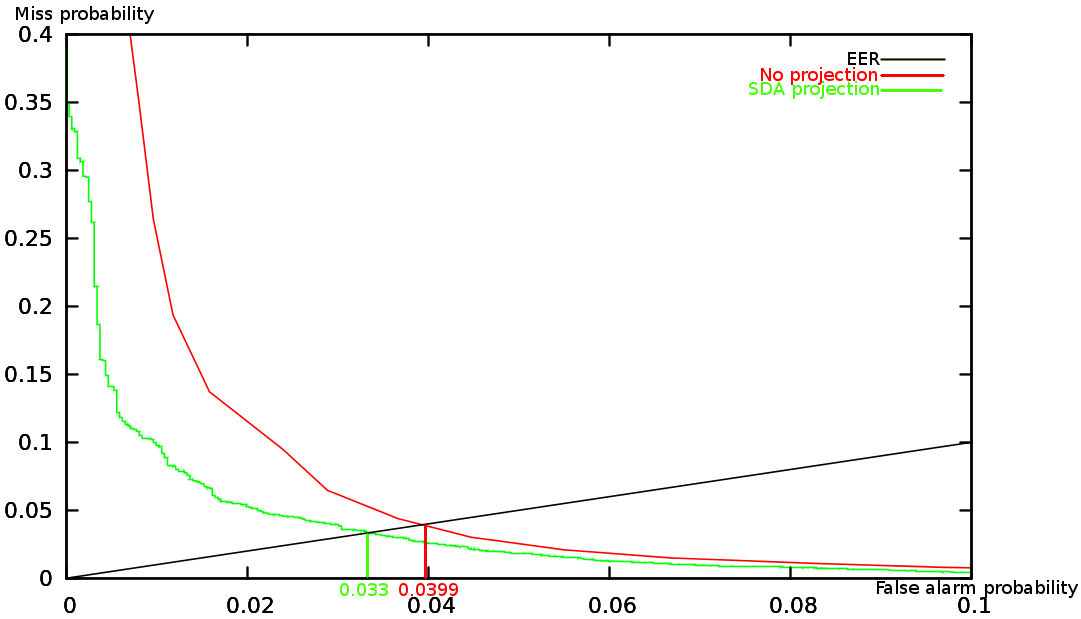 Miss probability
0.4
EER
No projection
SDA projection
0.35
0.3
0.25
0.2
0.15
0.1
0.05
0
0.033 0.0399 False alarm probability
0 0.02 0.04 0.06 0.08 0.1